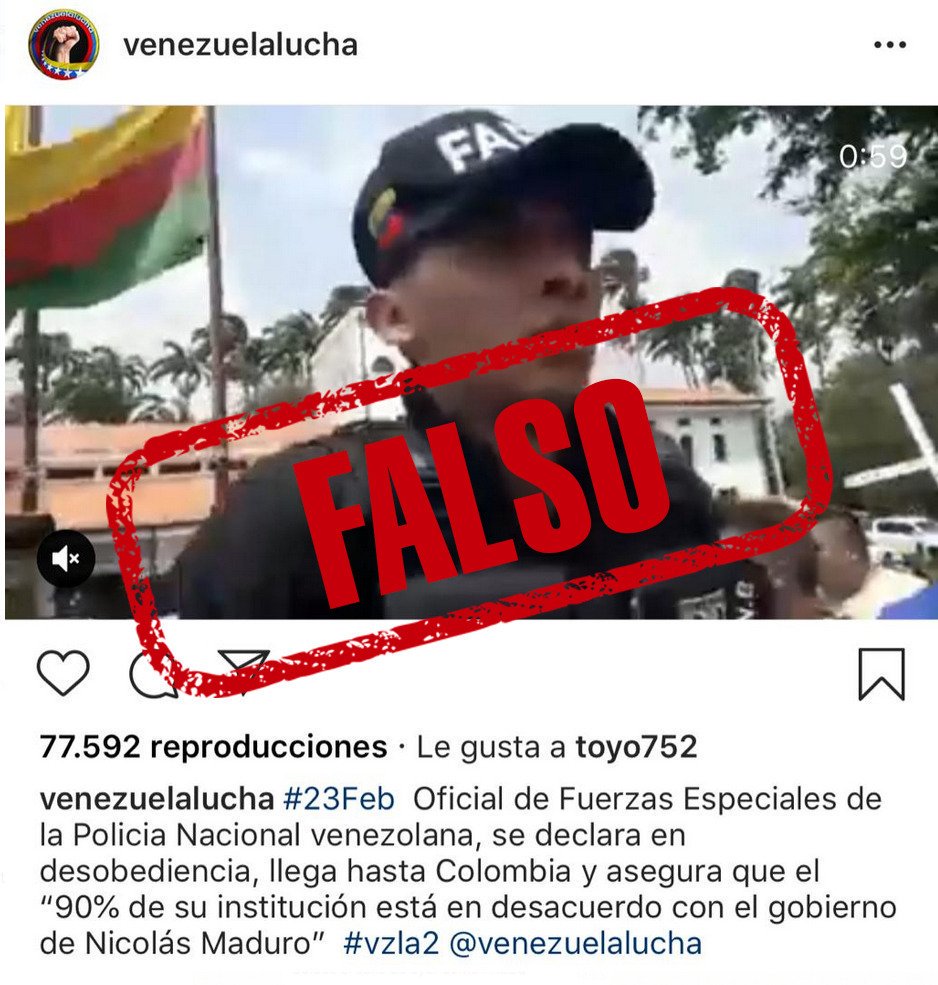 venezuelalucha
FA
0:59
FALSO
77.592 reproducciones · Le gusta a toyo752
venezuelalucha #23Feb Oficial de Fuerzas Especiales de
la Policia Nacional venezolana, se declara en
desobediencia, llega hasta Colombia y asegura que el
“90% de su institución está en desacuerdo con el gobierno
de Nicolás Maduro” #vzla2 @venezuelalucha